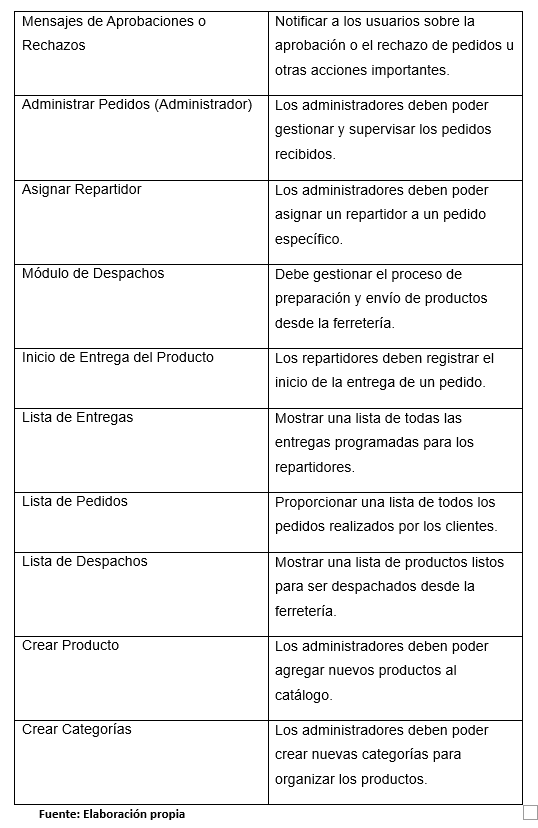 Mensajes de Aprobaciones o
Rechazos
Notificar a los usuarios sobre la
aprobación o el rechazo de pedidos u
otras acciones importantes.
Administrar Pedidos (Administrador)
Los administradores deben poder
gestionar y supervisar los pedidos
recibidos.
Asignar Repartidor
Los administradores deben poder
asignar un repartidor a un pedido
específico.
Módulo de Despachos
Debe gestionar el proceso de
preparación y envío de productos
desde la ferretería.
Inicio de Entrega del Producto
Los repartidores deben registrar el
inicio de la entrega de un pedido.
Lista de Entregas
Mostrar una lista de todas las
entregas programadas para los
repartidores.
Lista de Pedidos
Proporcionar una lista de todos los
pedidos realizados por los clientes.
Lista de Despachos
Mostrar una lista de productos listos
para ser despachados desde la
ferretería.
Crear Producto
Los administradores deben poder
agregar nuevos productos al
catálogo.
Crear Categorías
Los administradores deben poder
crear nuevas categorías para
organizar los productos.
Fuente: Elaboración propia